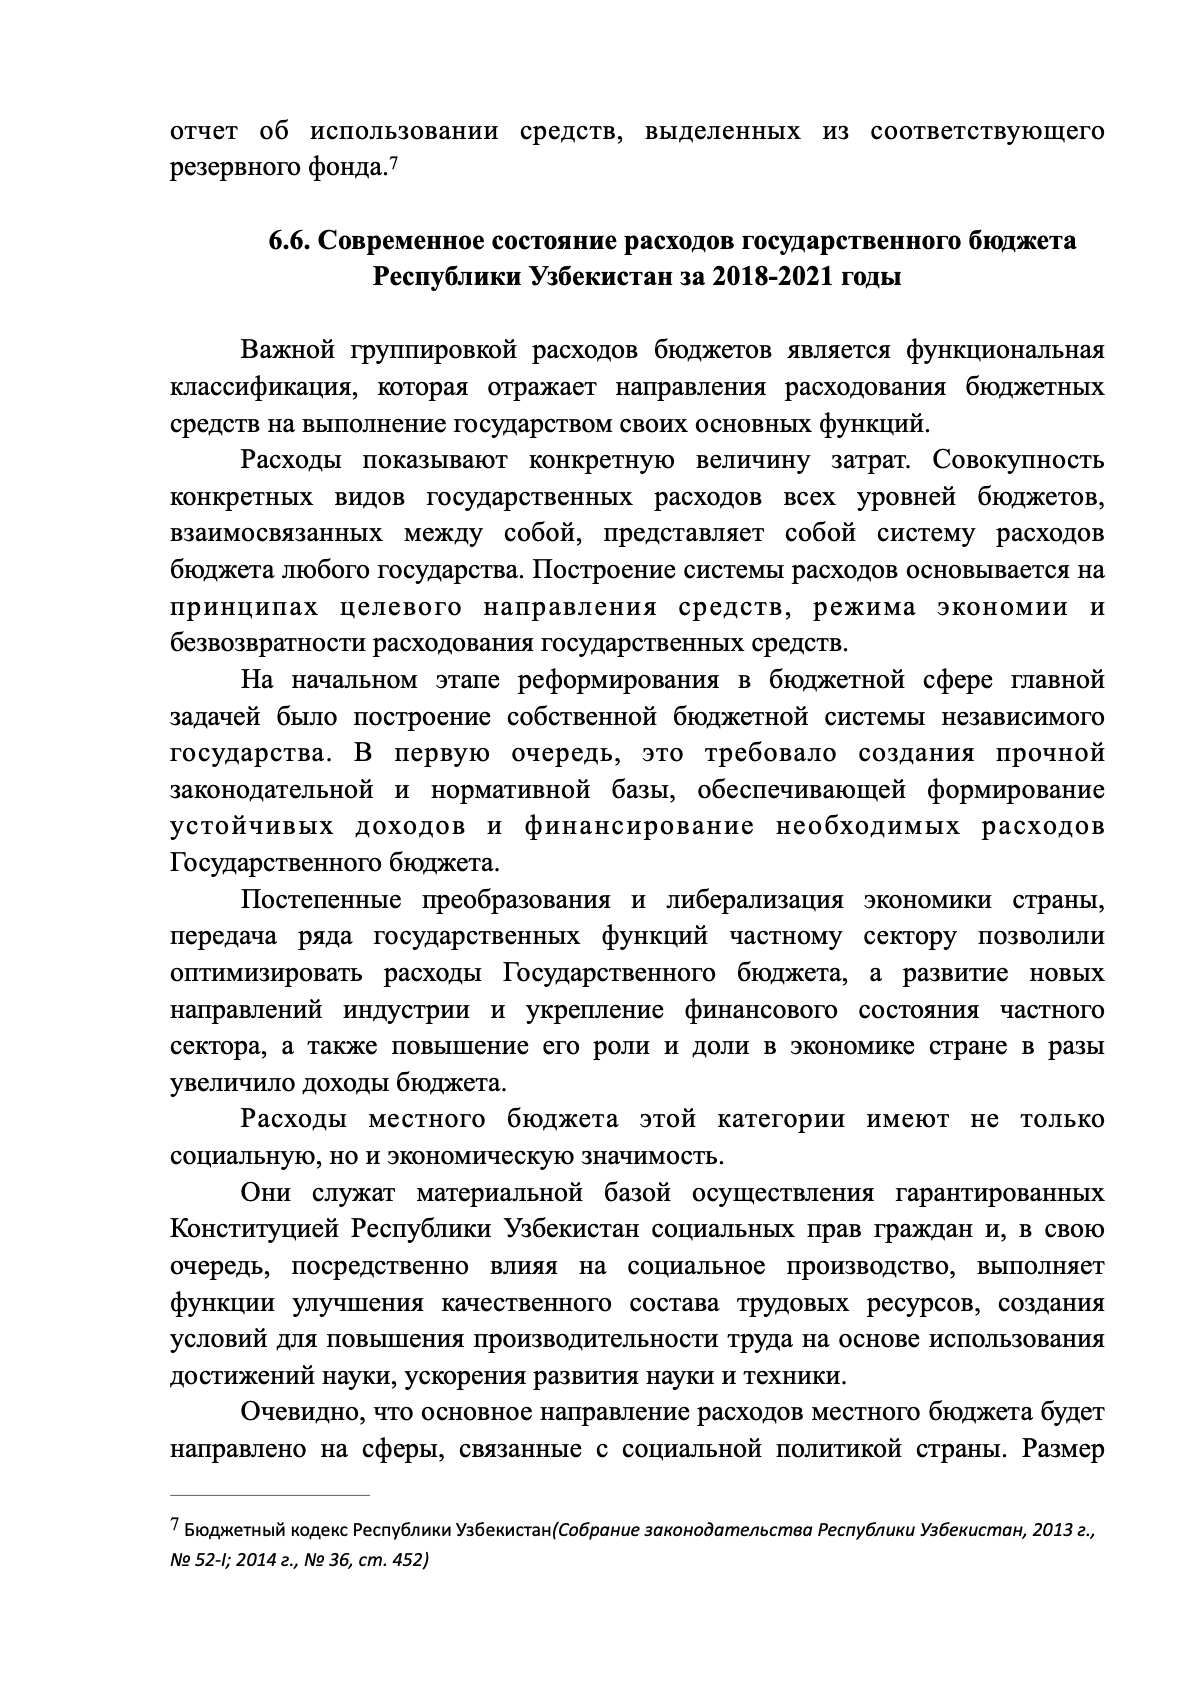 отчет об использовании средств, выделенных из соответствующего
резервного фонда.⁷
6.6. Современное состояние расходов государственного бюджета
Республики Узбекистан за 2018-2021 годы
Важной группировкой расходов бюджетов является функциональная
классификация, которая отражает направления расходования бюджетных
средств на выполнение государством своих основных функций.
Расходы показывают конкретную величину затрат. Совокупность
конкретных видов государственных расходов всех уровней бюджетов,
взаимосвязанных между собой, представляет собой систему расходов
бюджета любого государства. Построение системы расходов основывается на
принципах целевого направления средств, режима экономии и
безвозвратности расходования государственных средств.
На начальном этапе реформирования в бюджетной сфере главной
задачей было построение собственной бюджетной системы независимого
государства. В первую очередь, это требовало создания прочной
законодательной и нормативной базы, обеспечивающей формирование
устойчивых доходов и финансирование необходимых расходов
Государственного бюджета.
Постепенные преобразования и либерализация экономики страны,
передача ряда государственных функций частному сектору позволили
оптимизировать расходы Государственного бюджета, а развитие новых
направлений индустрии и укрепление финансового состояния частного
сектора, а также повышение его роли и доли в экономике стране в разы
увеличило доходы бюджета.
Расходы местного бюджета этой категории имеют не только
социальную, но и экономическую значимость.
Они служат материальной базой осуществления гарантированных
Конституцией Республики Узбекистан социальных прав граждан и, в свою
очередь, посредственно влияя на социальное производство, выполняет
функции улучшения качественного состава трудовых ресурсов, создания
условий для повышения производительности труда на основе использования
достижений науки, ускорения развития науки и техники.
Очевидно, что основное направление расходов местного бюджета будет
направлено на сферы, связанные с социальной политикой страны. Размер
⁷ Бюджетный кодекс Республики Узбекистан(Собрание законодательства Республики Узбекистан, 2013 г.,
№ 52-I; 2014 г., № 36, ст. 452)